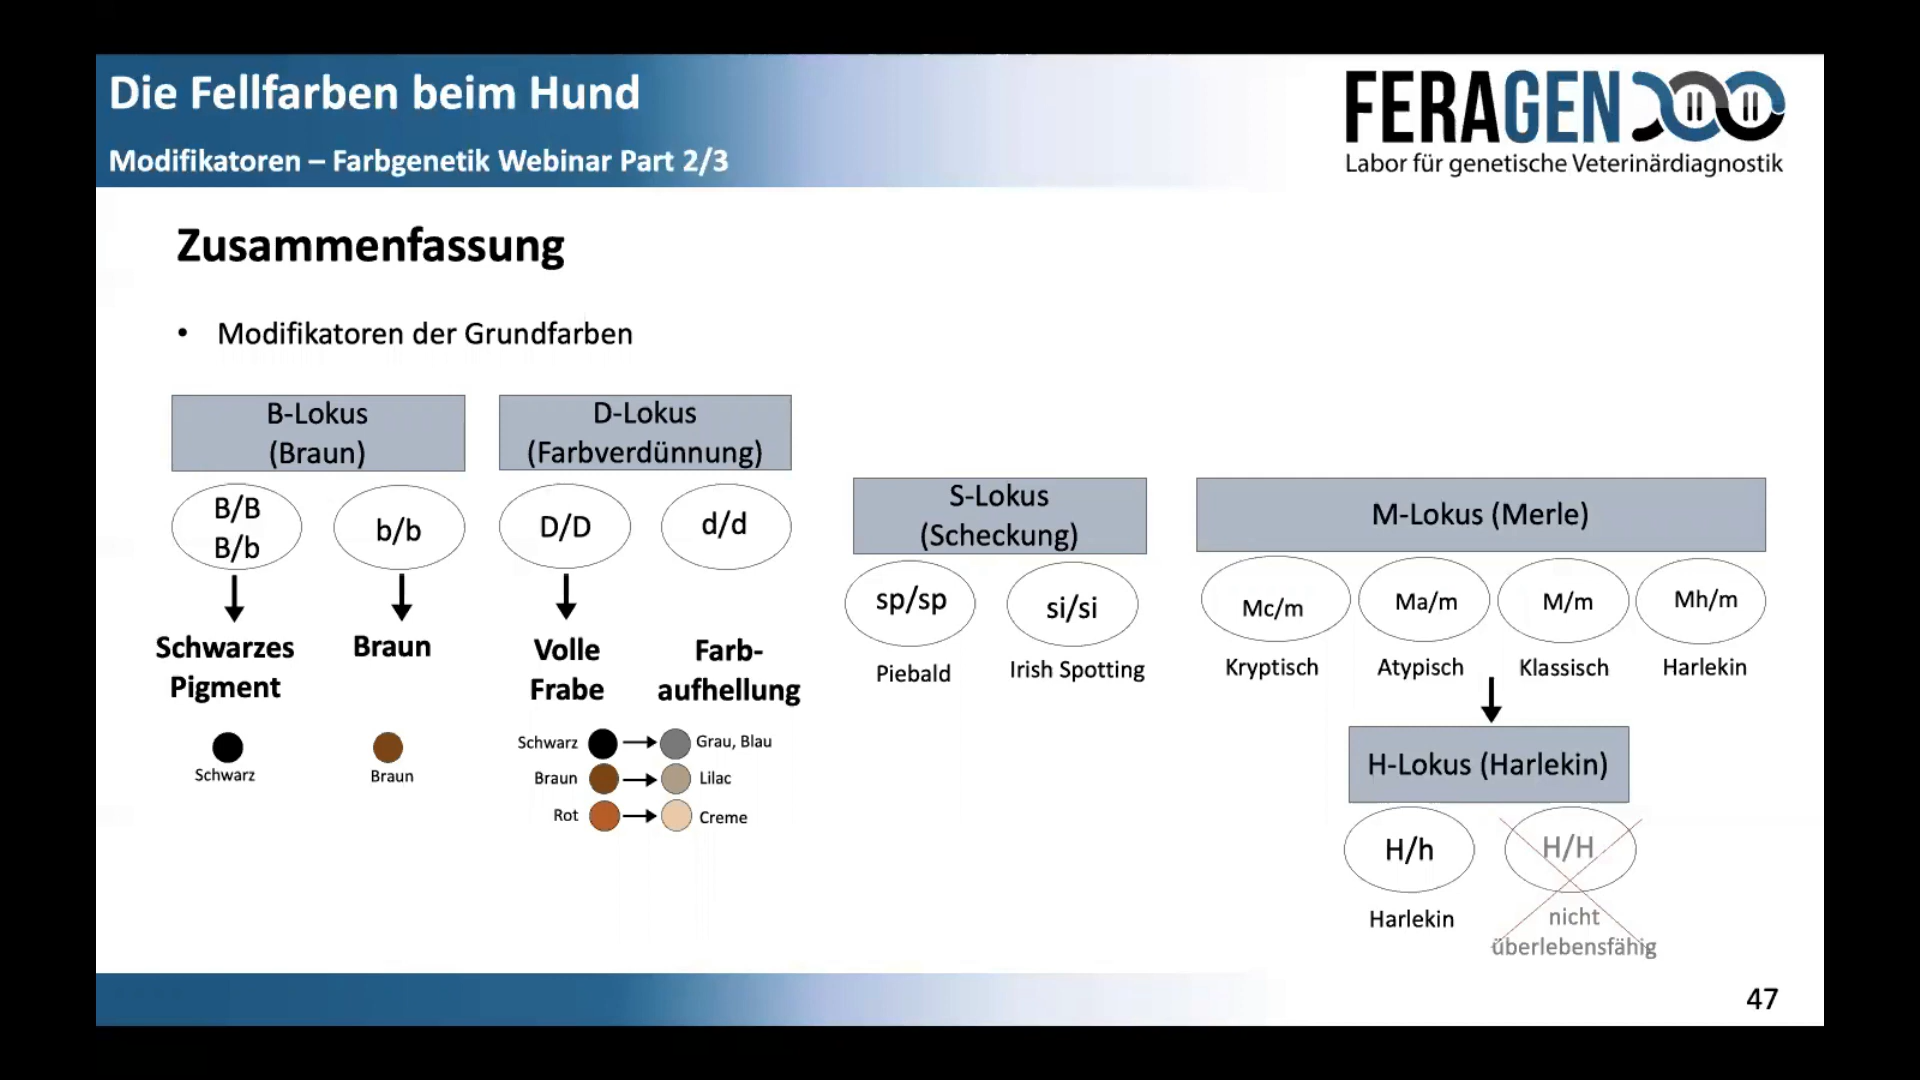 Die Fellfarben beim Hund
Modifikatoren – Farbgenetik Webinar Part 2/3
FERAGEN
Labor für genetische Veterinärdiagnostik
Zusammenfassung
• Modifikatoren der Grundfarben
B-Lokus
(Braun)
B/B
B/b
b/b
Schwarzes
Pigment
Braun
Schwarz
Braun
D-Lokus
(Farbverdünnung)
D/D
d/d
Volle
Frabe
Farb-
aufhellung
Schwarz
Grau, Blau
Braun
Lilac
Rot
Creme
S-Lokus
(Scheckung)
sp/sp
si/si
Piebald
Irish Spotting
M-Lokus (Merle)
Mc/m
Ma/m
M/m
Mh/m
Kryptisch
Atypisch
Klassisch
Harlekin
H-Lokus (Harlekin)
H/h
H/H
Harlekin
nicht
überlebensfähig
47